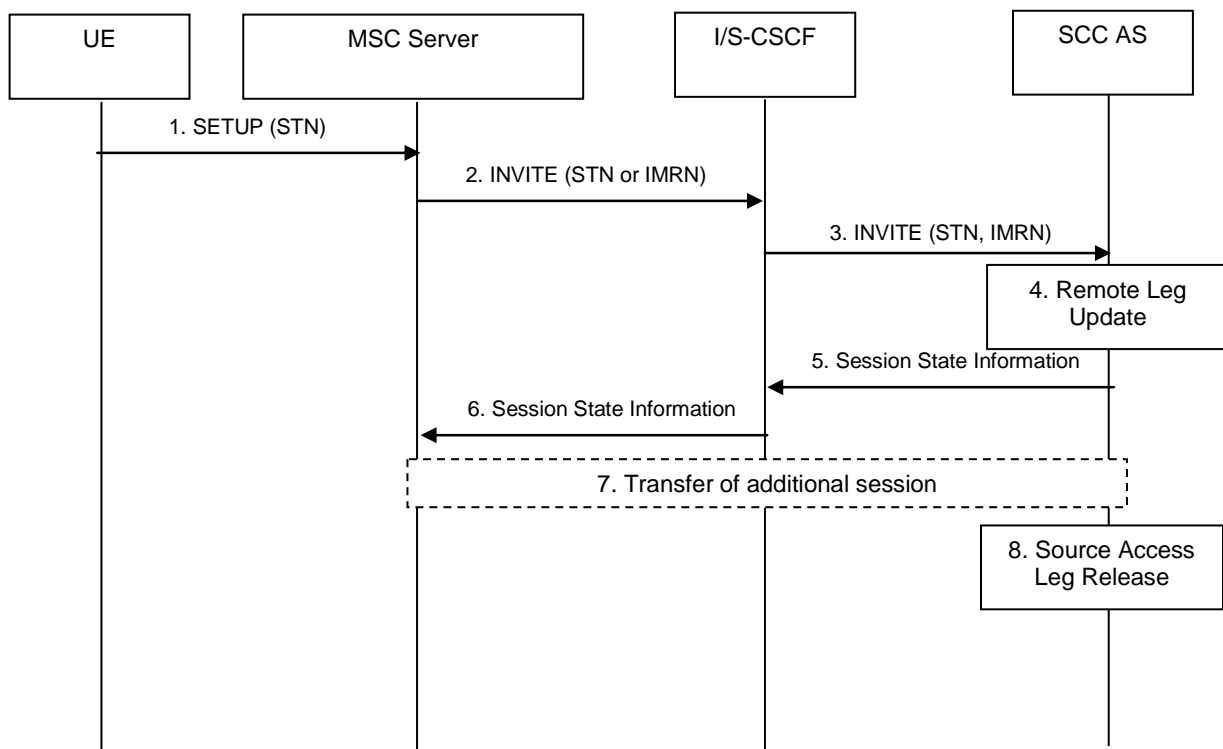 UE
MSC Server
I/S-CSCF
SCC AS
1. SETUP (STN)
2. INVITE (STN or IMRN)
3. INVITE (STN, IMRN)
4. Remote Leg
Update
5. Session State Information
6. Session State Information
7. Transfer of additional session
8. Source Access
Leg Release